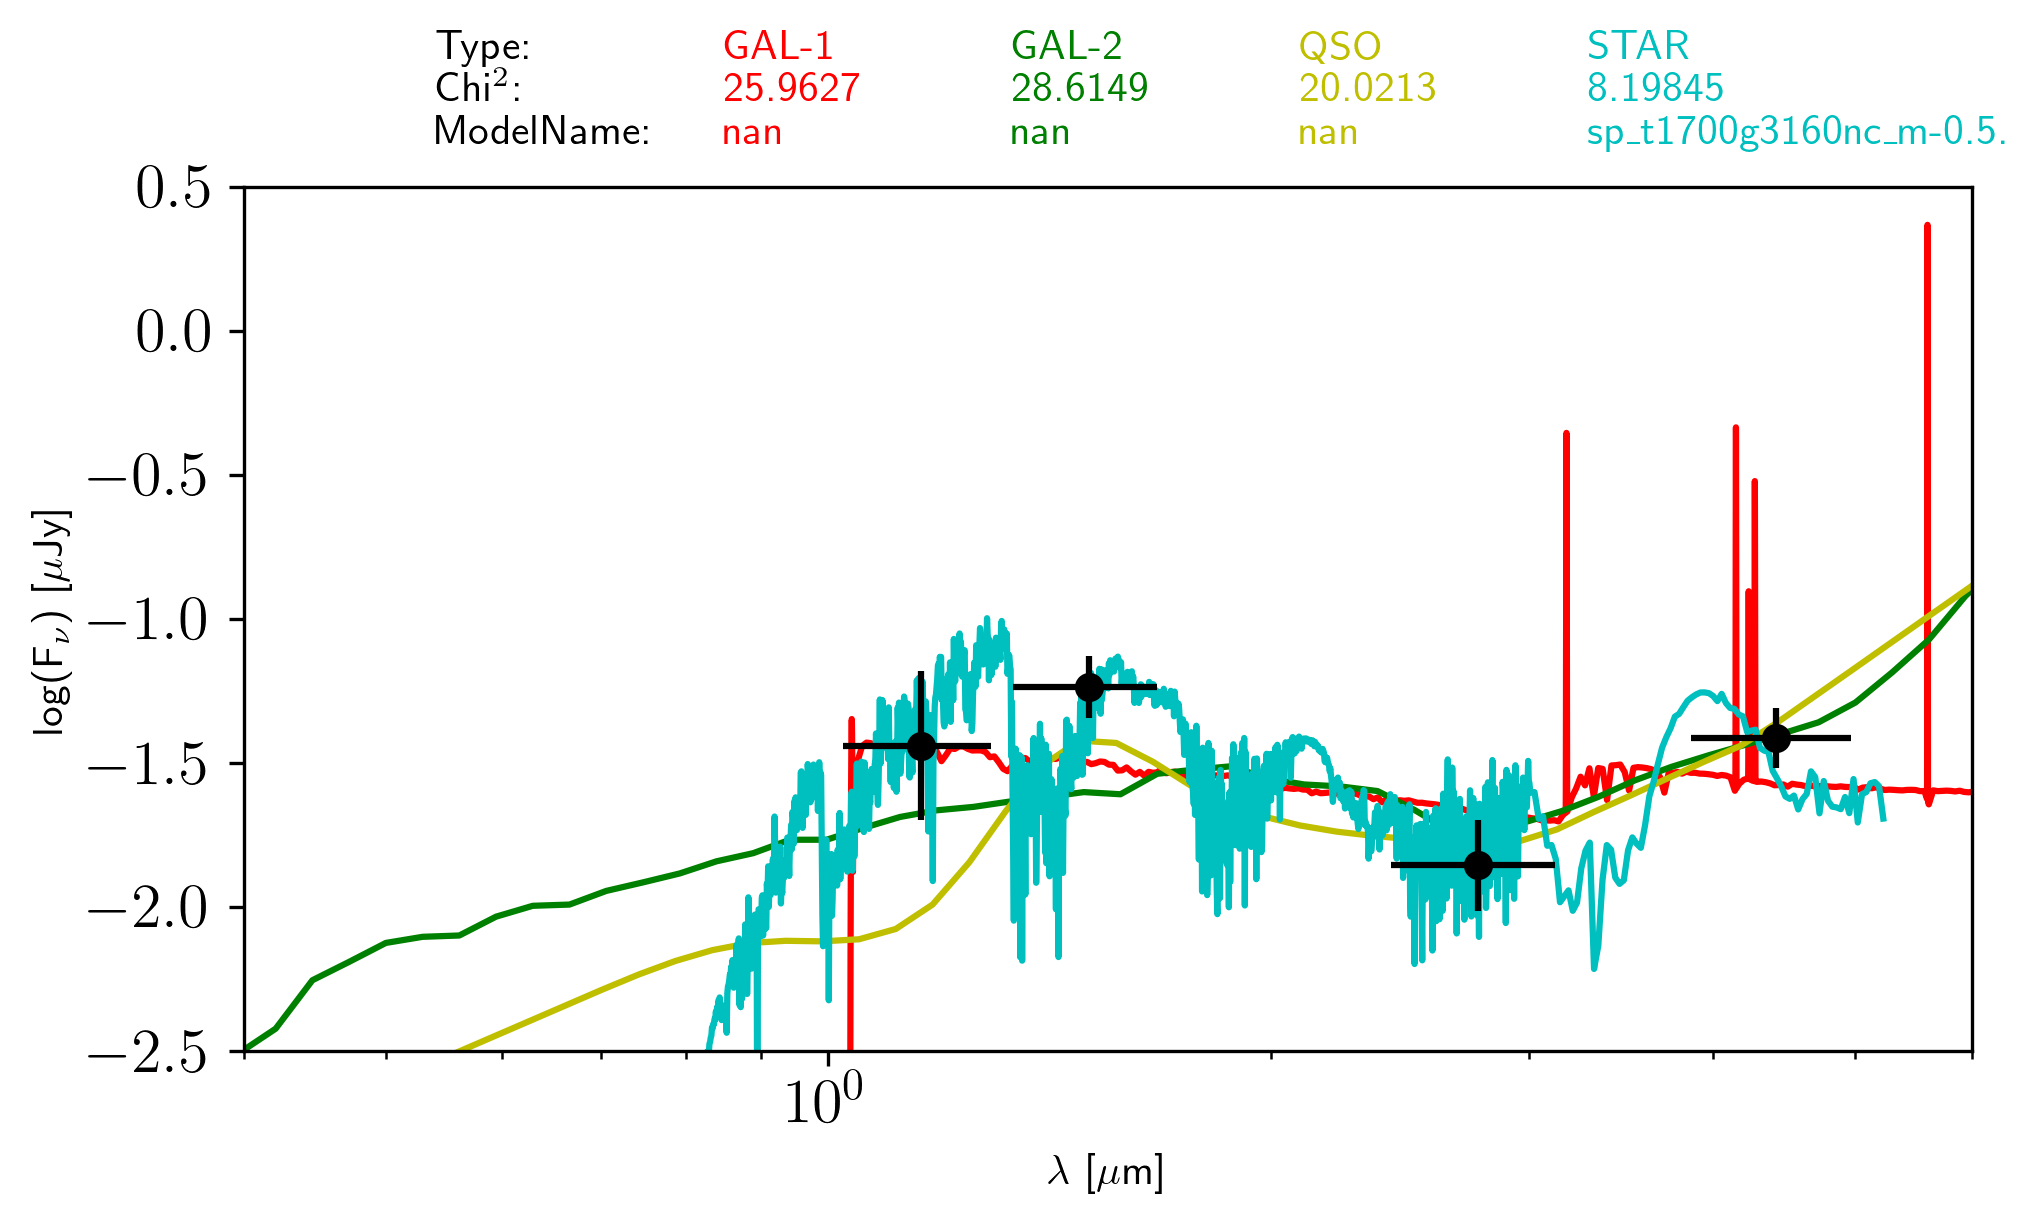 Type: GAL-1 GAL-2 QSO STAR
Chi²: 25.9627 28.6149 20.0213 8.19845
ModelName: nan nan nan sp_t1700g3160nc_m-0.5.
0.5
0.0
−0.5
−1.0
−1.5
−2.0
−2.5
log(Fν) [μJy]
10⁰
λ [μm]